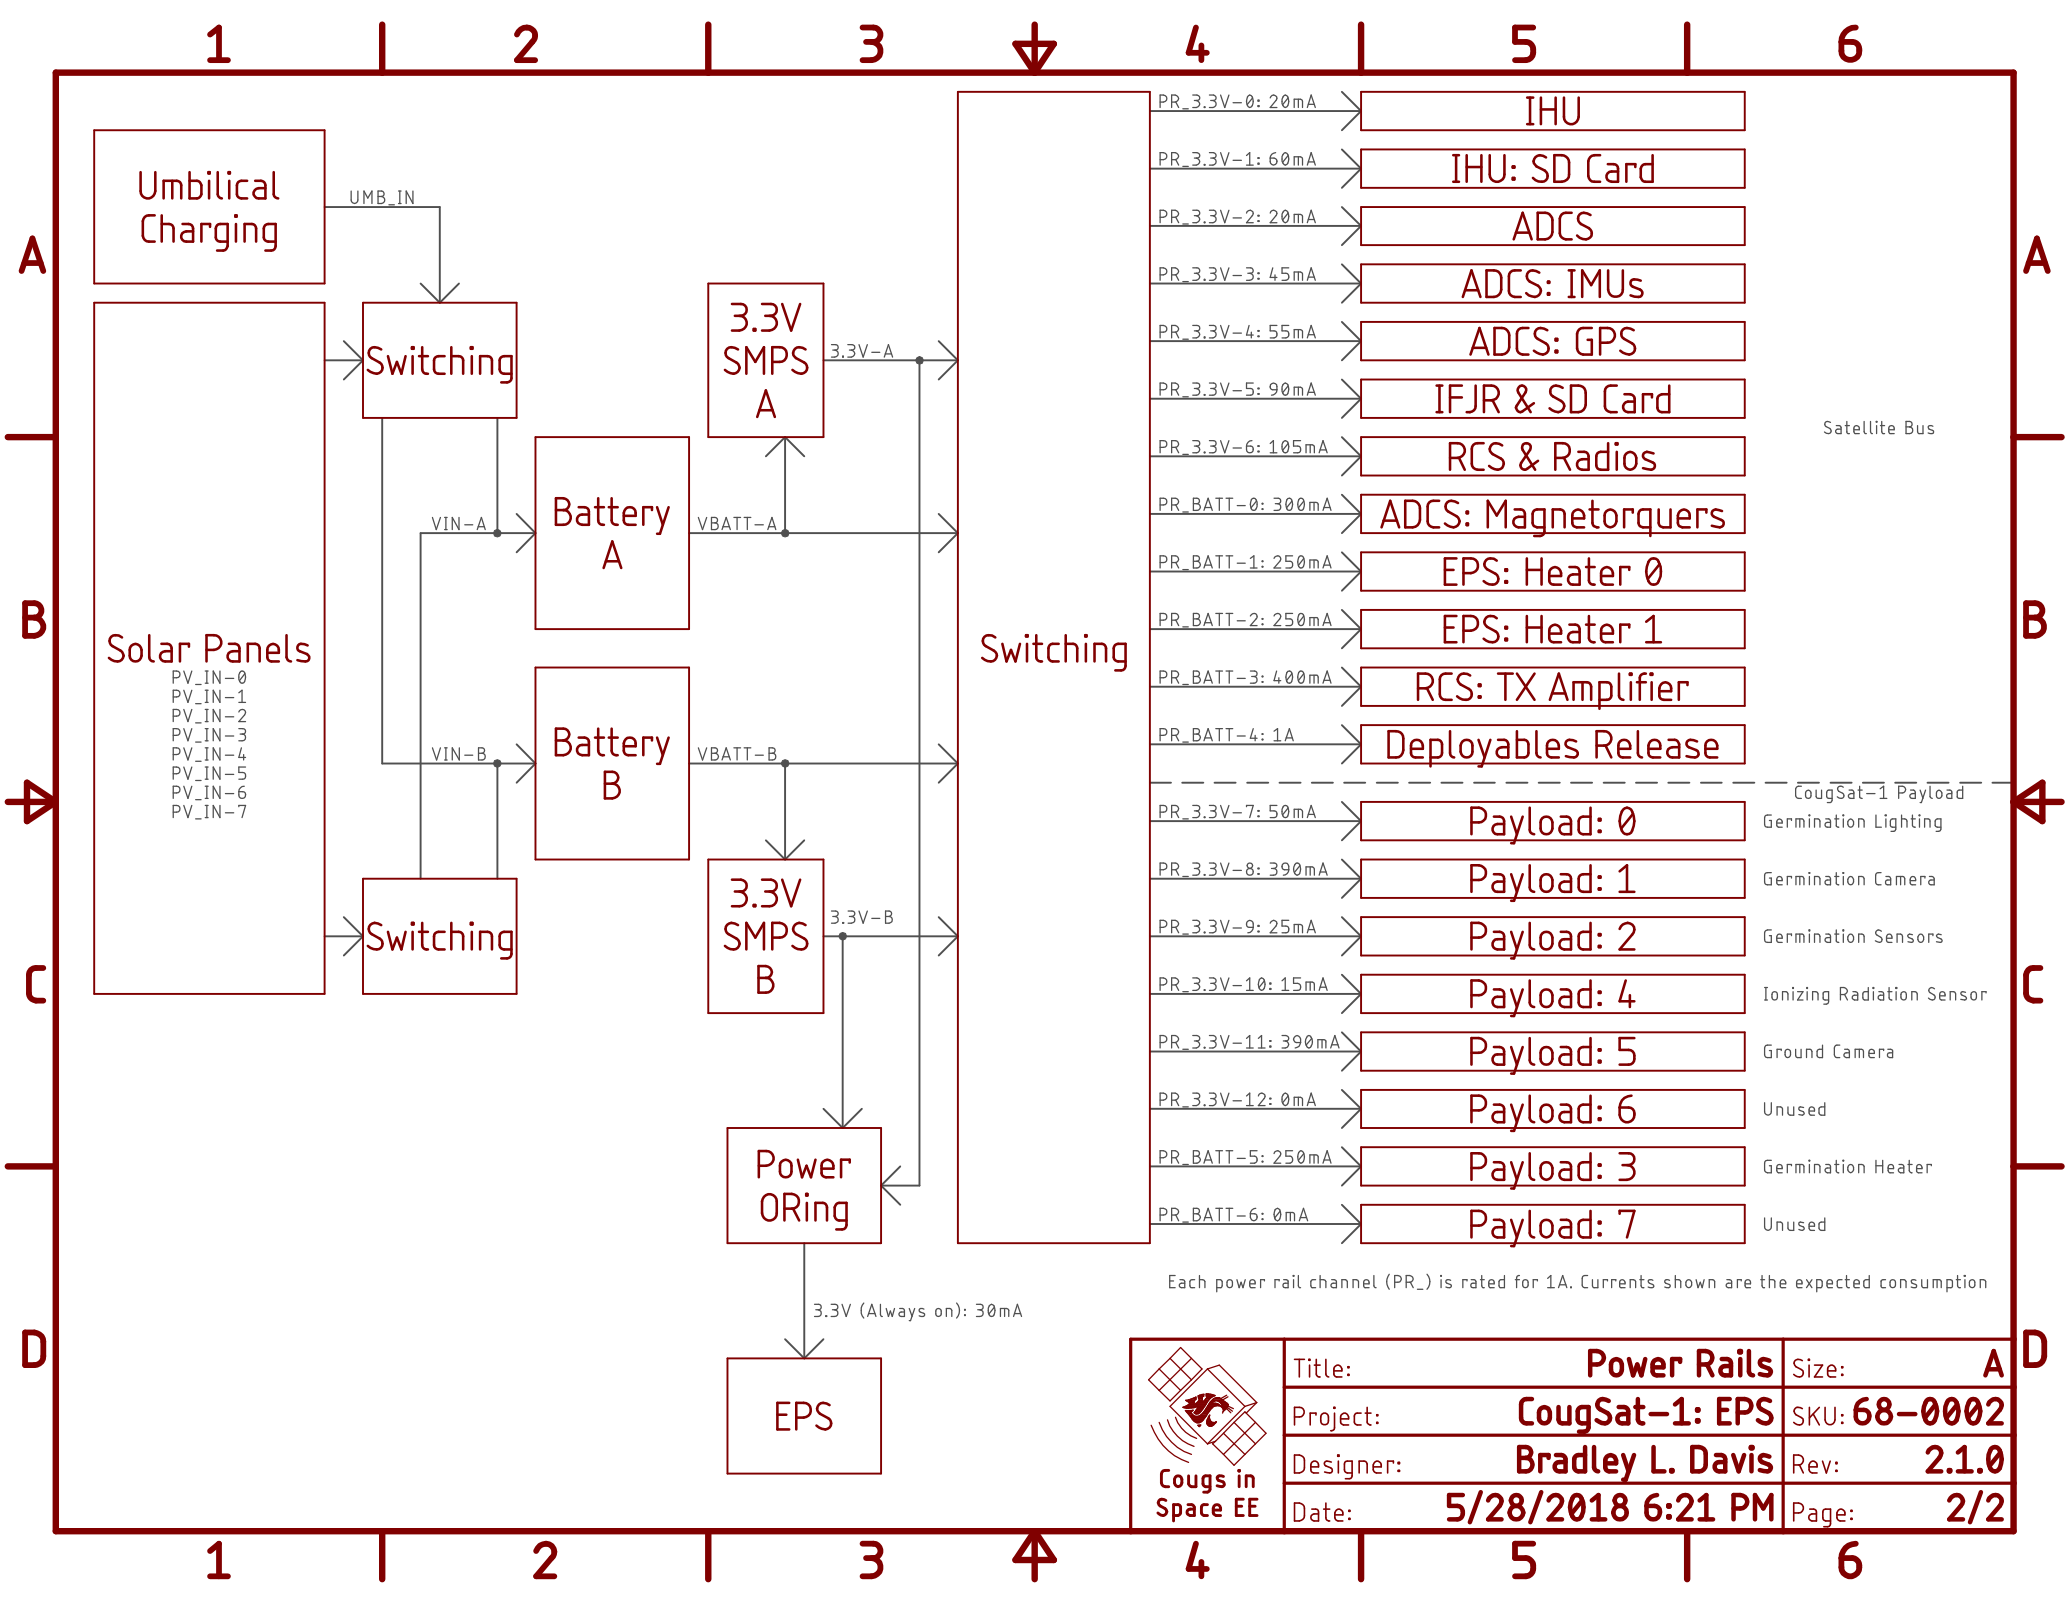 1 2 3 4 5 6
A A
B B
C C
D D
Umbilical
Charging
UMB_IN
Solar Panels
PV_IN-0
PV_IN-1
PV_IN-2
PV_IN-3
PV_IN-4
PV_IN-5
PV_IN-6
PV_IN-7
Switching
Switching
VIN-A
VIN-B
Battery
A
Battery
B
VBATT-A
VBATT-B
3.3V
SMPS
A
3.3V-A
3.3V
SMPS
B
3.3V-B
Power
ORing
3.3V (Always on): 30mA
EPS
Switching
PR_3.3V-0: 20mA
IHU
PR_3.3V-1: 60mA
IHU: SD Card
PR_3.3V-2: 20mA
ADCS
PR_3.3V-3: 45mA
ADCS: IMUs
PR_3.3V-4: 55mA
ADCS: GPS
PR_3.3V-5: 90mA
IFJR & SD Card
PR_3.3V-6: 105mA
RCS & Radios
Satellite Bus
PR_BATT-0: 300mA
ADCS: Magnetorquers
PR_BATT-1: 250mA
EPS: Heater 0
PR_BATT-2: 250mA
EPS: Heater 1
PR_BATT-3: 400mA
RCS: TX Amplifier
PR_BATT-4: 1A
Deployables Release
CougSat-1 Payload
PR_3.3V-7: 50mA
Payload: 0
Germination Lighting
PR_3.3V-8: 390mA
Payload: 1
Germination Camera
PR_3.3V-9: 25mA
Payload: 2
Germination Sensors
PR_3.3V-10: 15mA
Payload: 4
Ionizing Radiation Sensor
PR_3.3V-11: 390mA
Payload: 5
Ground Camera
PR_3.3V-12: 0mA
Payload: 6
Unused
PR_BATT-5: 250mA
Payload: 3
Germination Heater
PR_BATT-6: 0mA
Payload: 7
Unused
Each power rail channel (PR_) is rated for 1A. Currents shown are the expected consumption
Cougs in
Space EE
Title: Power Rails Size: A
Project: CougSat-1: EPS SKU: 68-0002
Designer: Bradley L. Davis Rev: 2.1.0
Date: 5/28/2018 6:21 PM Page: 2/2
1 2 3 4 5 6